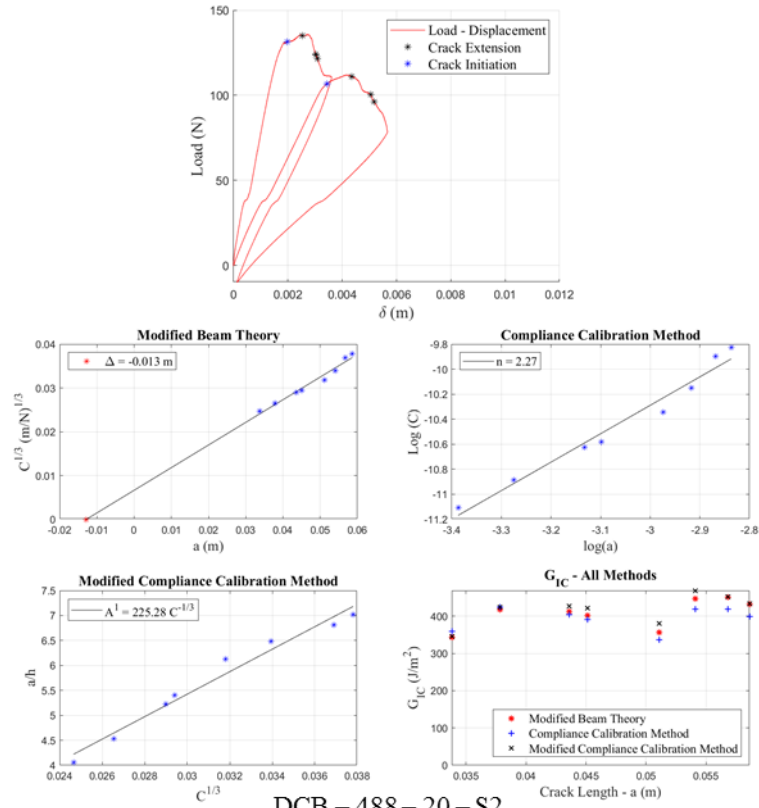 150
100
50
0
Load (N)
Load - Displacement
Crack Extension
Crack Initiation
0 0.002 0.004 0.006 0.008 0.01 0.012
δ (m)
Modified Beam Theory
0.04
0.03
0.02
0.01
0
C^1/3 (m/N)^1/3
Δ = -0.013 m
-0.02 -0.01 0 0.01 0.02 0.03 0.04 0.05 0.06
a (m)
Compliance Calibration Method
-9.8
-10
-10.2
-10.4
-10.6
-10.8
-11
-11.2
Log (C)
n = 2.27
-3.4 -3.3 -3.2 -3.1 -3 -2.9 -2.8
log(a)
Modified Compliance Calibration Method
7.5
7
6.5
6
5.5
5
4.5
4
a/h
A^1 = 225.28 C^-1/3
0.024 0.026 0.028 0.03 0.032 0.034 0.036 0.038
C^1/3
G_IC - All Methods
400
300
200
100
0
G_IC (J/m^2)
Modified Beam Theory
Compliance Calibration Method
Modified Compliance Calibration Method
0.035 0.04 0.045 0.05 0.055
Crack Length - a (m)
DCB – 488 – 20 – S2